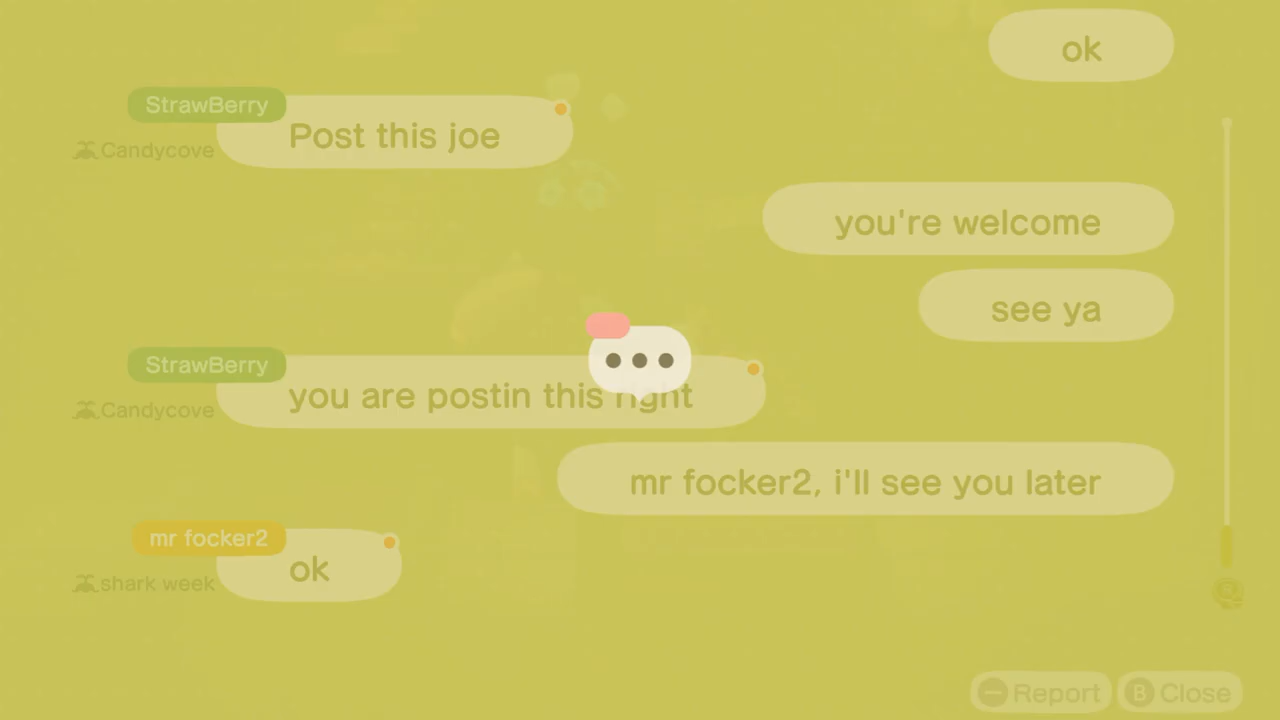 ok
StrawBerry
Post this joe
Candycove
you're welcome
see ya
StrawBerry
you are postin this right
Candycove
mr focker2, i'll see you later
mr focker2
ok
shark week
Report
B Close